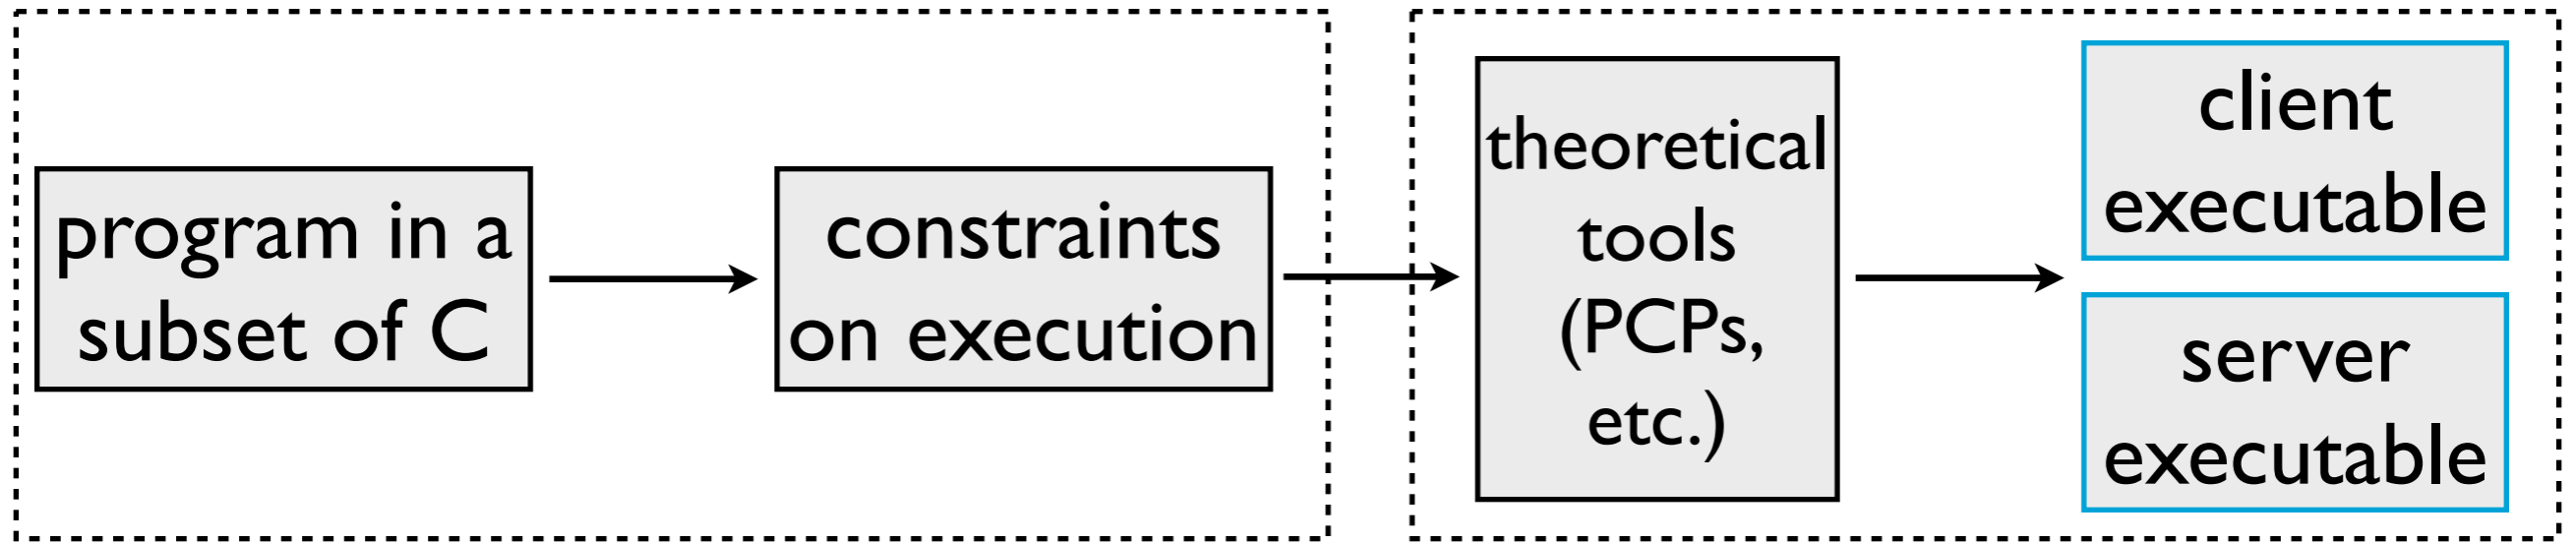 program in a
subset of C
constraints
on execution
theoretical
tools
(PCPs,
etc.)
client
executable
server
executable